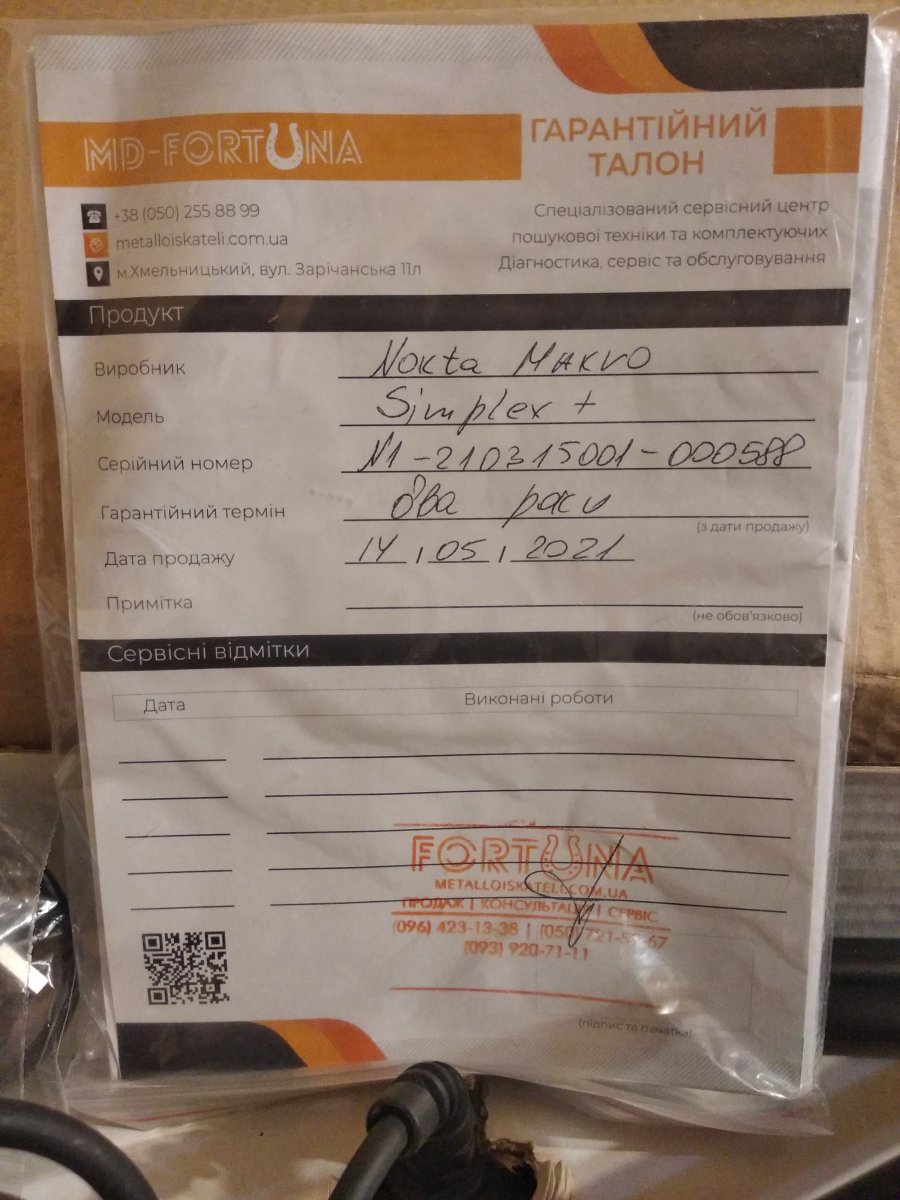 MD-FORTUNA
ГАРАНТІЙНИЙ
ТАЛОН
+38 (050) 255 88 99
metalloiskateli.com.ua
м.Хмельницький, вул. Зарічанська 11л
Спеціалізований сервісний центр
пошукової техніки та комплектуючих
Діагностика, сервіс та обслуговування
Продукт
Виробник Nokta Makro
Модель Simplex +
Серійний номер N1-210315001-000588
Гарантійний термін два роки
(з дати продажу)
Дата продажу 14, 05, 2021
Примітка
(не обов'язково)
Сервісні відмітки
Дата Виконані роботи
FORTUNA
METALLOISKATELI.COM.UA
ПРОДАЖ | КОНСУЛЬТАЦІЇ | СЕРВІС
(096) 423-13-38 | (050)
(093) 920-71-11
(підпис та печатка)